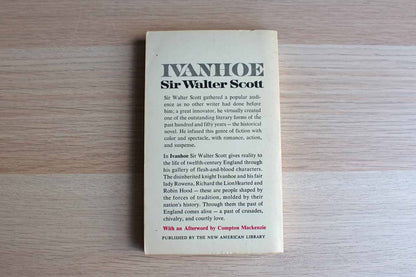 IVANHOE
Sir Walter Scott
Sir Walter Scott gathered a popular audi-
ence as no other writer had done before
him; a great innovator, he virtually created
one of the outstanding literary forms of the
past hundred and fifty years—the historical
novel. He infused this genre of fiction with
color and spectacle, with romance, action,
and suspense.
In Ivanhoe Sir Walter Scott gives reality to
the life of twelfth-century England through
his gallery of flesh-and-blood characters.
The disinherited knight Ivanhoe and his fair
lady Rowena, Richard the LionHearted and
Robin Hood—these are people shaped by
the forces of tradition, molded by their
nation's history. Through them the past of
England comes alive—a past of crusades,
chivalry, and courtly love.
With an Afterword by Compton Mackenzie
PUBLISHED BY THE NEW AMERICAN LIBRARY